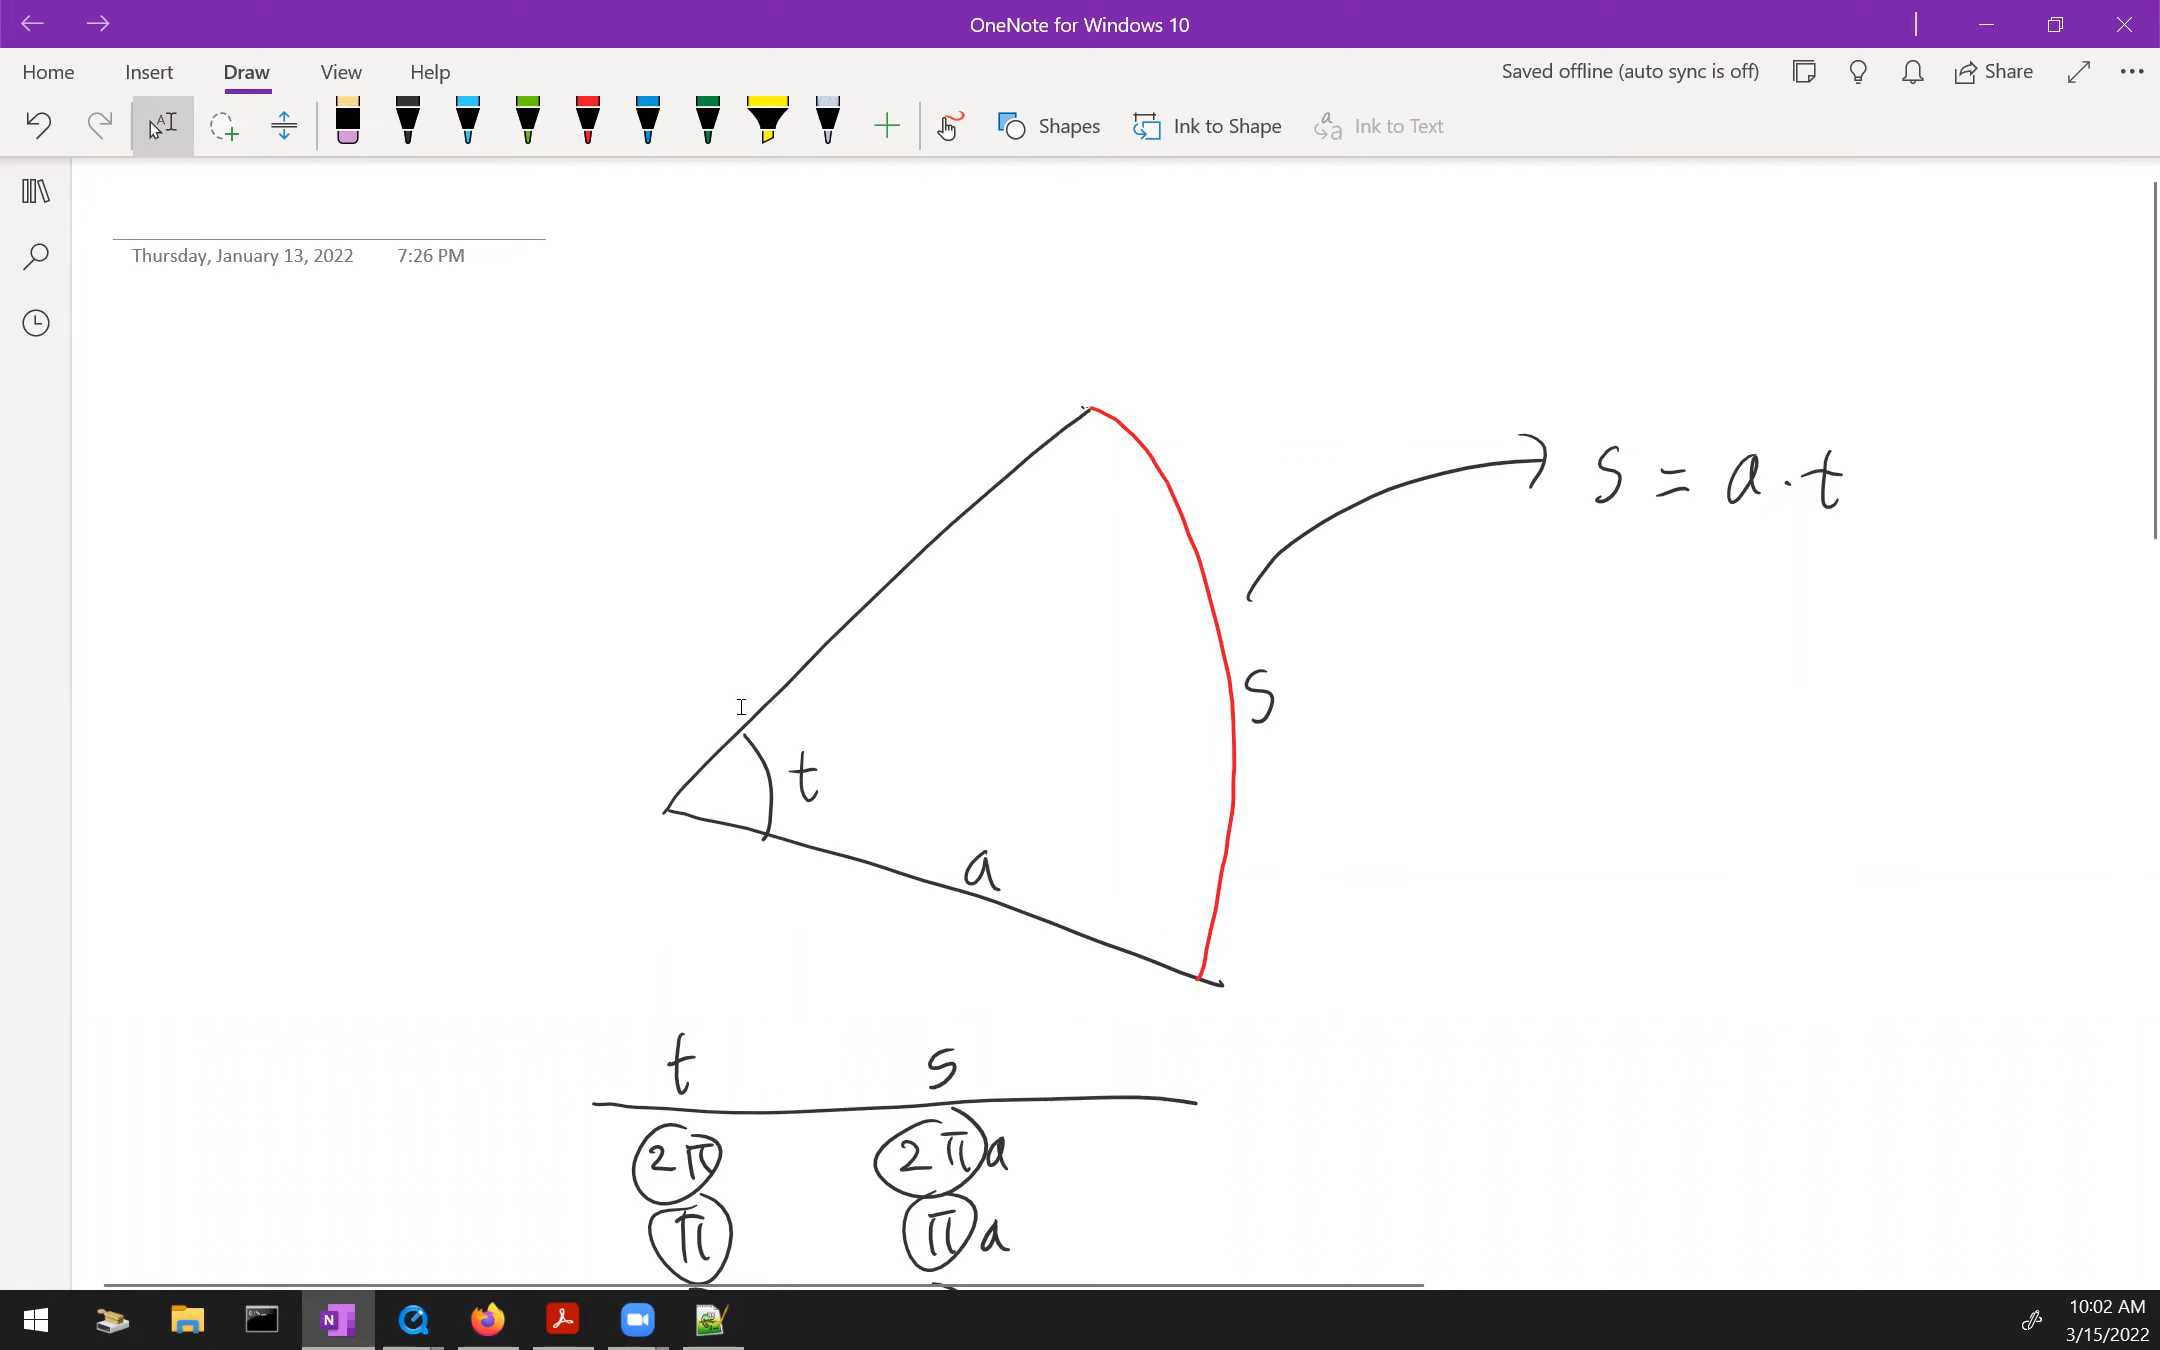 OneNote for Windows 10
Home Insert Draw View Help
Saved offline (auto sync is off) Share
Shapes Ink to Shape Ink to Text
Thursday, January 13, 2022 7:26 PM
s = a · t
s
t
a
t s
2π 2πa
π πa
10:02 AM
3/15/2022